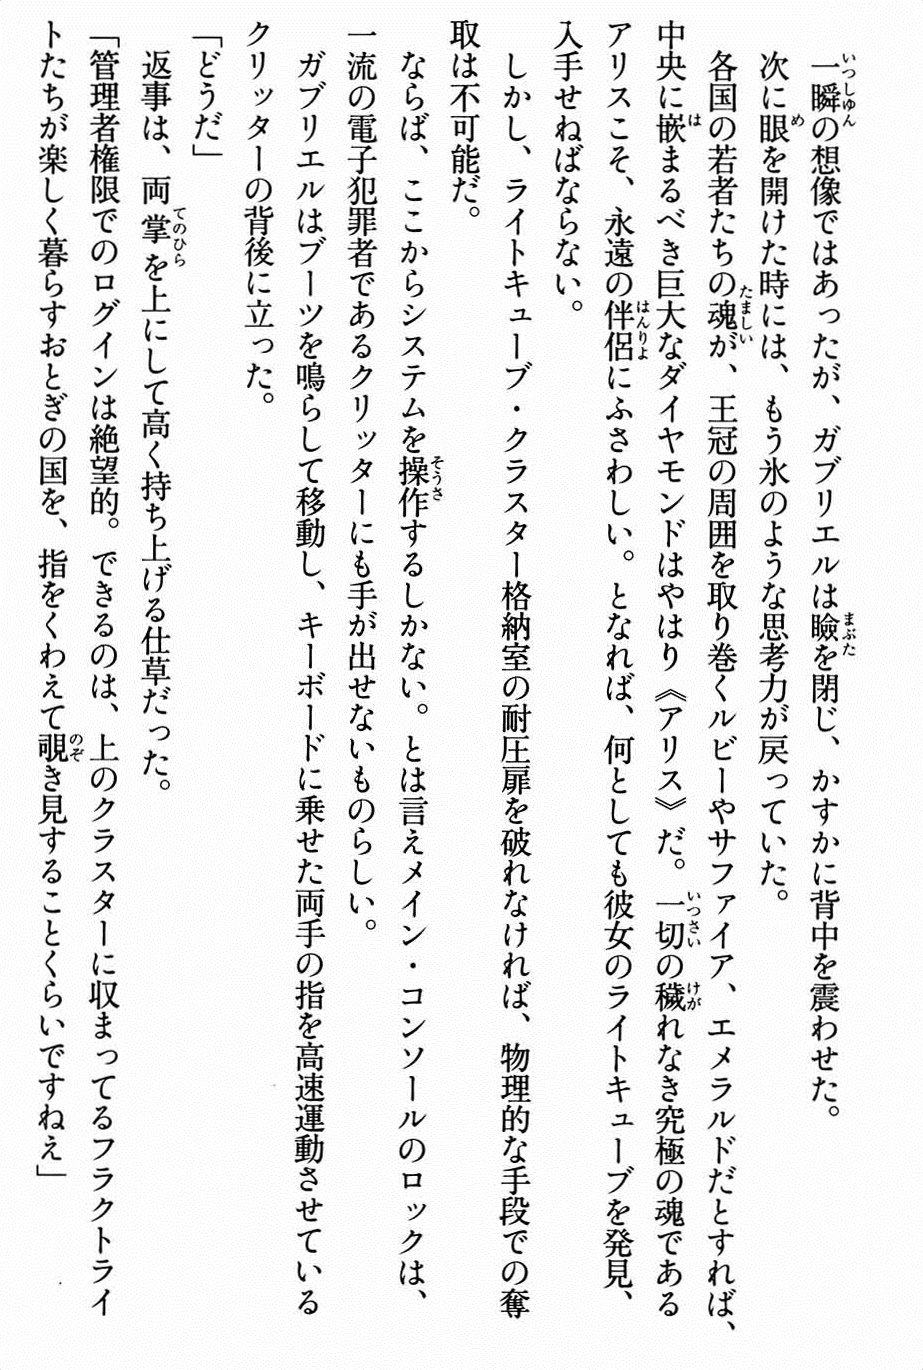 一瞬の想像ではあったが、ガブリエルは瞼を閉じ、かすかに背中を震わせた。
次に眼を開けた時には、もう氷のような思考力が戻っていた。
各国の若者たちの魂が、王冠の周囲を取り巻くルビーやサファイア、エメラルドだとすれば、
中央に嵌まるべき巨大なダイヤモンドはやはり《アリス》だ。一切の穢れなき究極の魂である
アリスこそ、永遠の伴侶にふさわしい。となれば、何としても彼女のライトキューブを発見、
入手せねばならない。
しかし、ライトキューブ・クラスター格納室の耐圧扉を破れなければ、物理的な手段での奪
取は不可能だ。
ならば、ここからシステムを操作するしかない。とは言えメイン・コンソールのロックは、
一流の電子犯罪者であるクリッターにも手が出せないものらしい。
ガブリエルはブーツを鳴らして移動し、キーボードに乗せた両手の指を高速運動させている
クリッターの背後に立った。
「どうだ」
返事は、両掌を上にして高く持ち上げる仕草だった。
「管理者権限でのログインは絶望的。できるのは、上のクラスターに収まってるフラクトライ
トたちが楽しく暮らすおとぎの国を、指をくわえて覗き見することくらいですねえ」